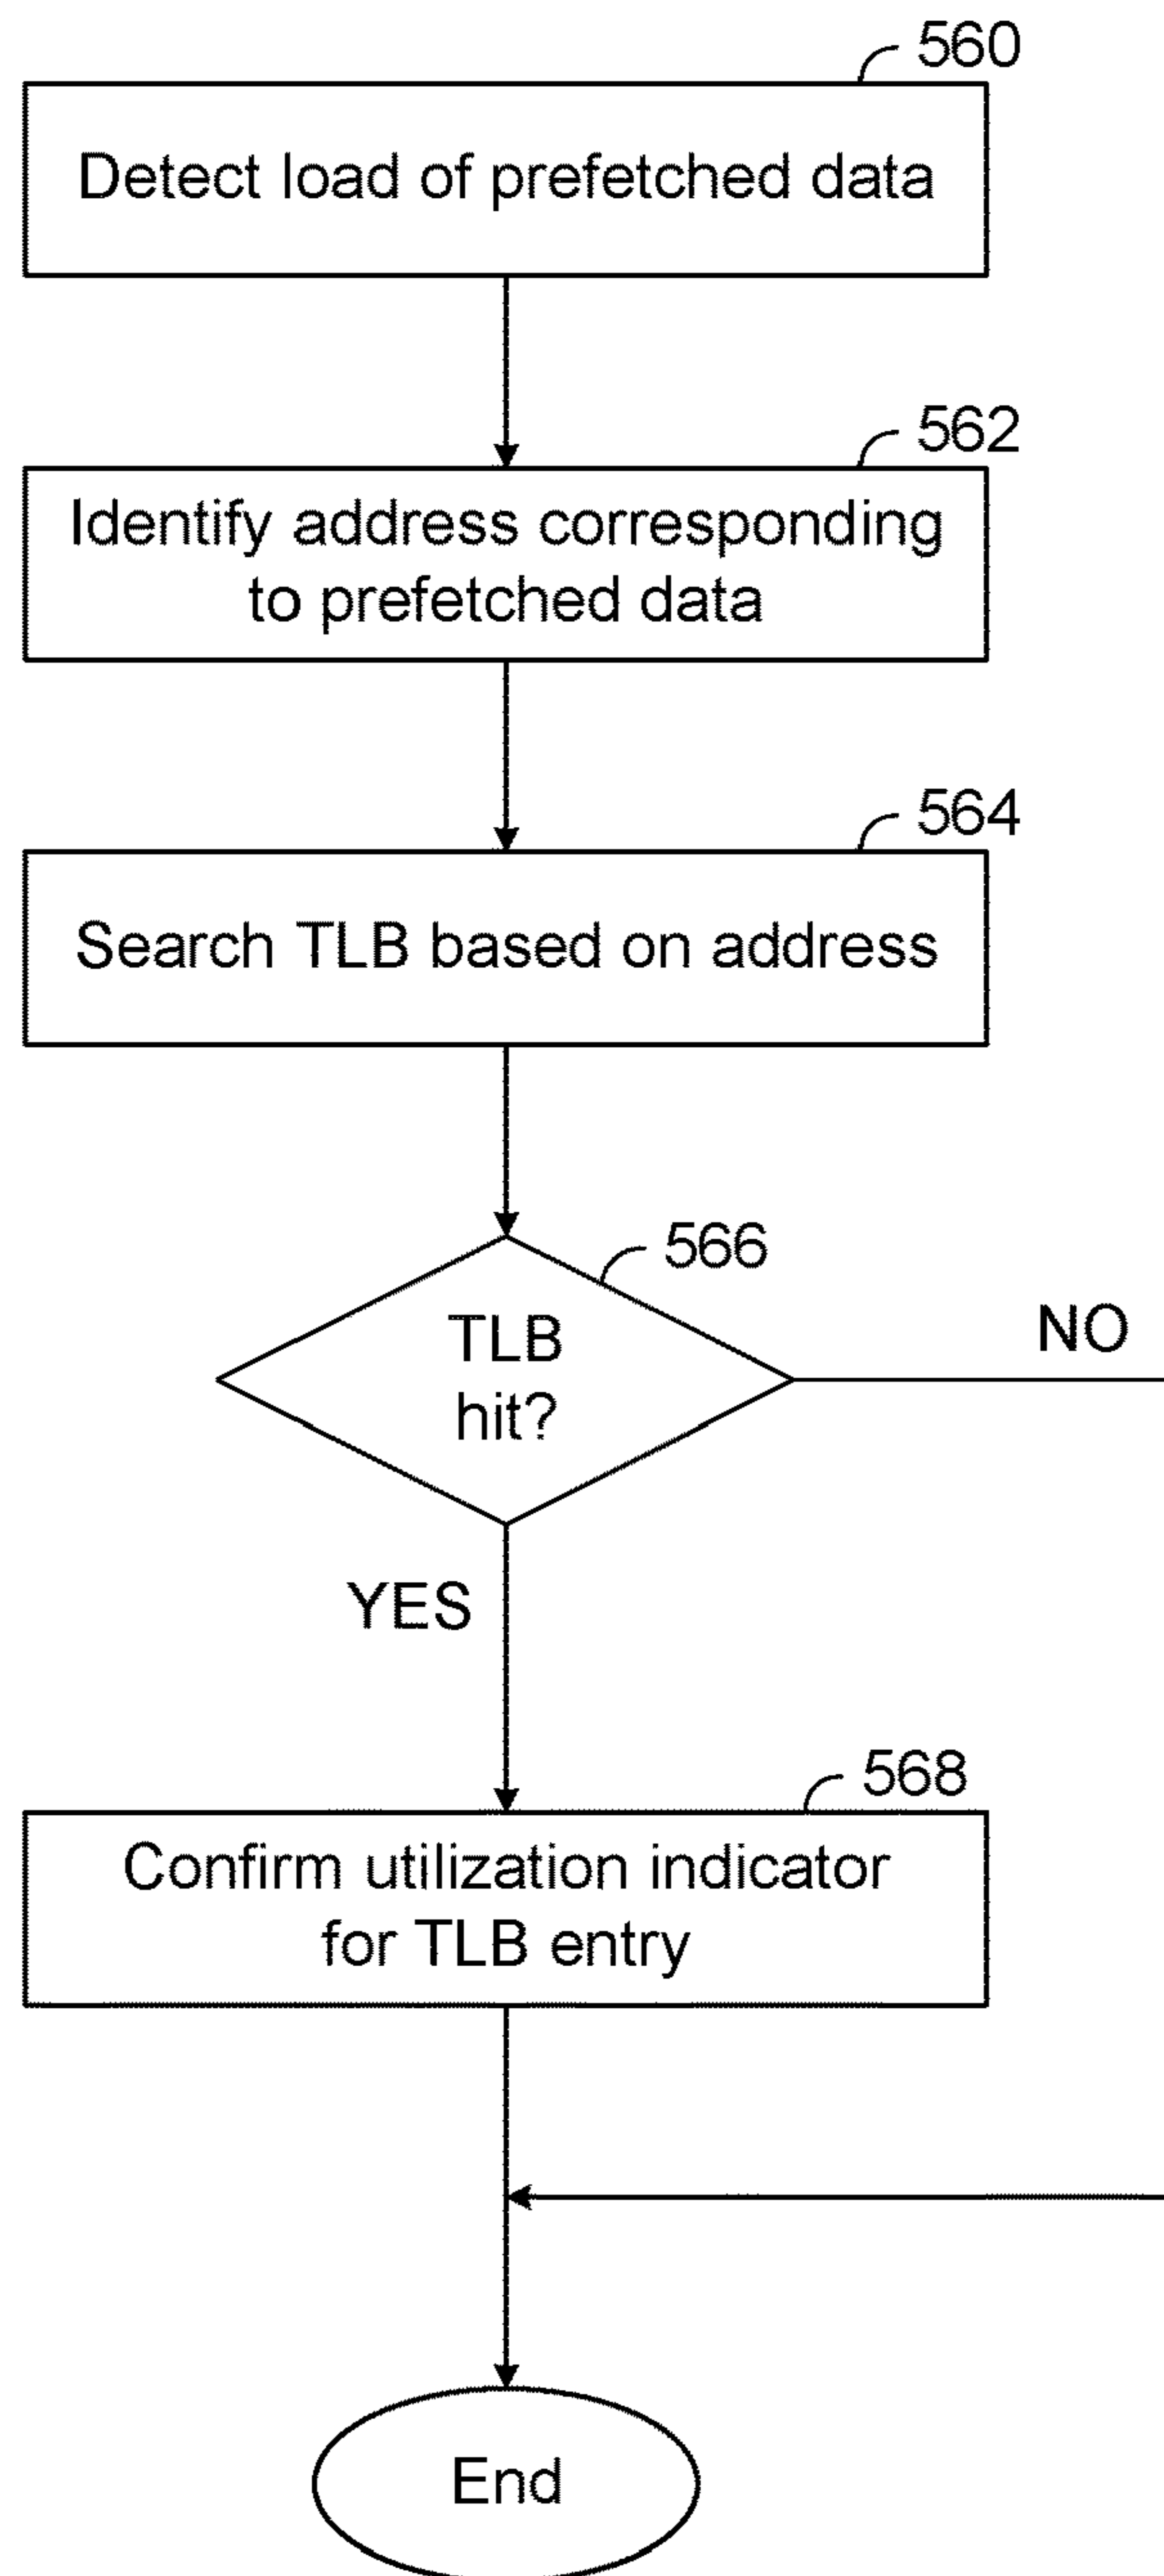 560
Detect load of prefetched data
562
Identify address corresponding
to prefetched data
564
Search TLB based on address
566
TLB
hit?
NO
YES
568
Confirm utilization indicator
for TLB entry
End